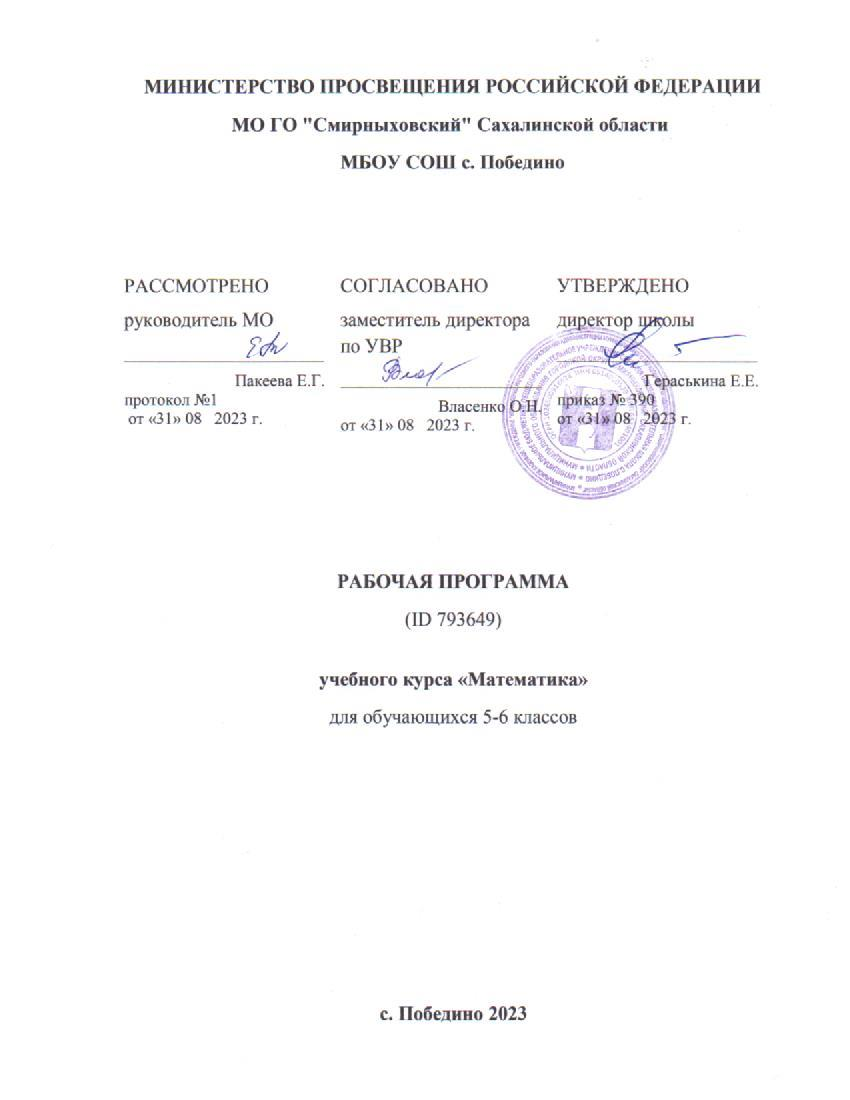 МИНИСТЕРСТВО ПРОСВЕЩЕНИЯ РОССИЙСКОЙ ФЕДЕРАЦИИ
МО ГО "Смирныховский" Сахалинской области
МБОУ СОШ с. Победино
РАССМОТРЕНО
руководитель МО
Пакеева Е.Г.
протокол №1
от «31» 08 2023 г.
СОГЛАСОВАНО
заместитель директора
по УВР
Власенко О.Н.
от «31» 08 2023 г.
УТВЕРЖДЕНО
директор школы
Гераськина Е.Е.
приказ № 390
от «31» 08 2023 г.
РАБОЧАЯ ПРОГРАММА
(ID 793649)
учебного курса «Математика»
для обучающихся 5-6 классов
с. Победино 2023